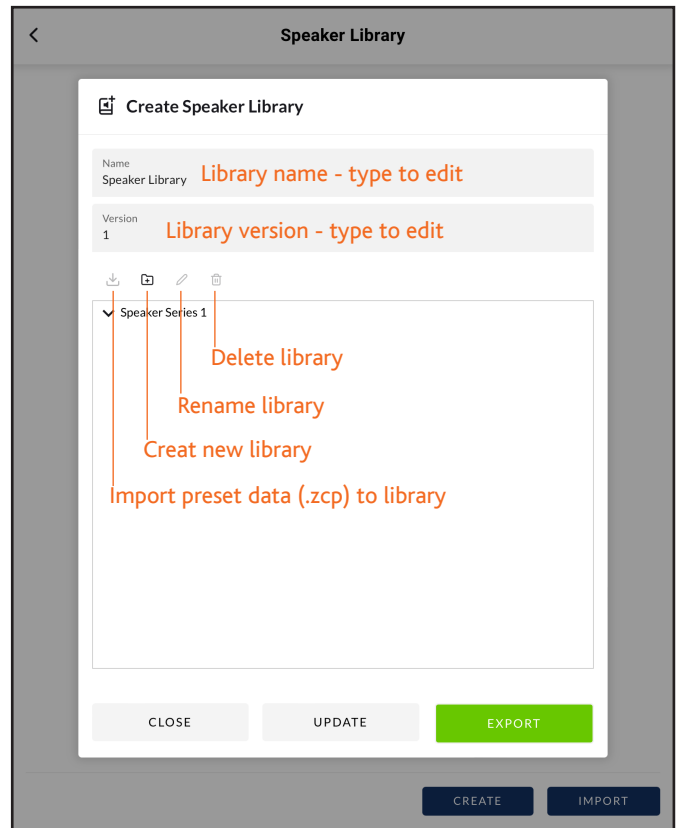 Speaker Library
Create Speaker Library
Name
Speaker Library
Library name - type to edit
Version
1
Library version - type to edit
Speaker Series 1
Delete library
Rename library
Creat new library
Import preset data (.zcp) to library
CLOSE
UPDATE
EXPORT
CREATE
IMPORT